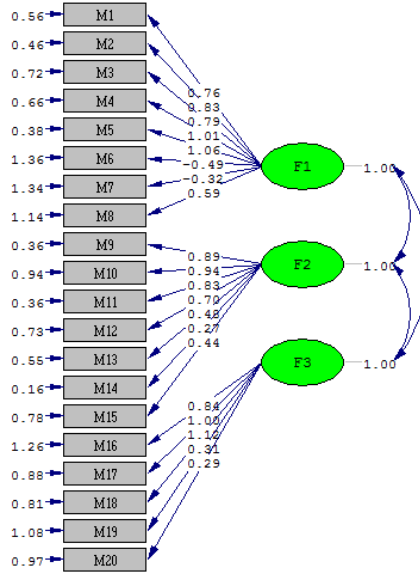 0.56 M1
0.46 M2
0.72 M3
0.66 M4
0.38 M5
1.36 M6
1.34 M7
1.14 M8
0.36 M9
0.94 M10
0.36 M11
0.73 M12
0.55 M13
0.16 M14
0.78 M15
1.26 M16
0.88 M17
0.81 M18
1.08 M19
0.97 M20
0.76
0.83
0.79
1.01
1.06
-0.49
-0.32
0.59
0.89
0.94
0.83
0.70
0.48
0.27
0.44
0.84
1.00
1.12
0.31
0.29
F1 1.00
F2 1.00
F3 1.00